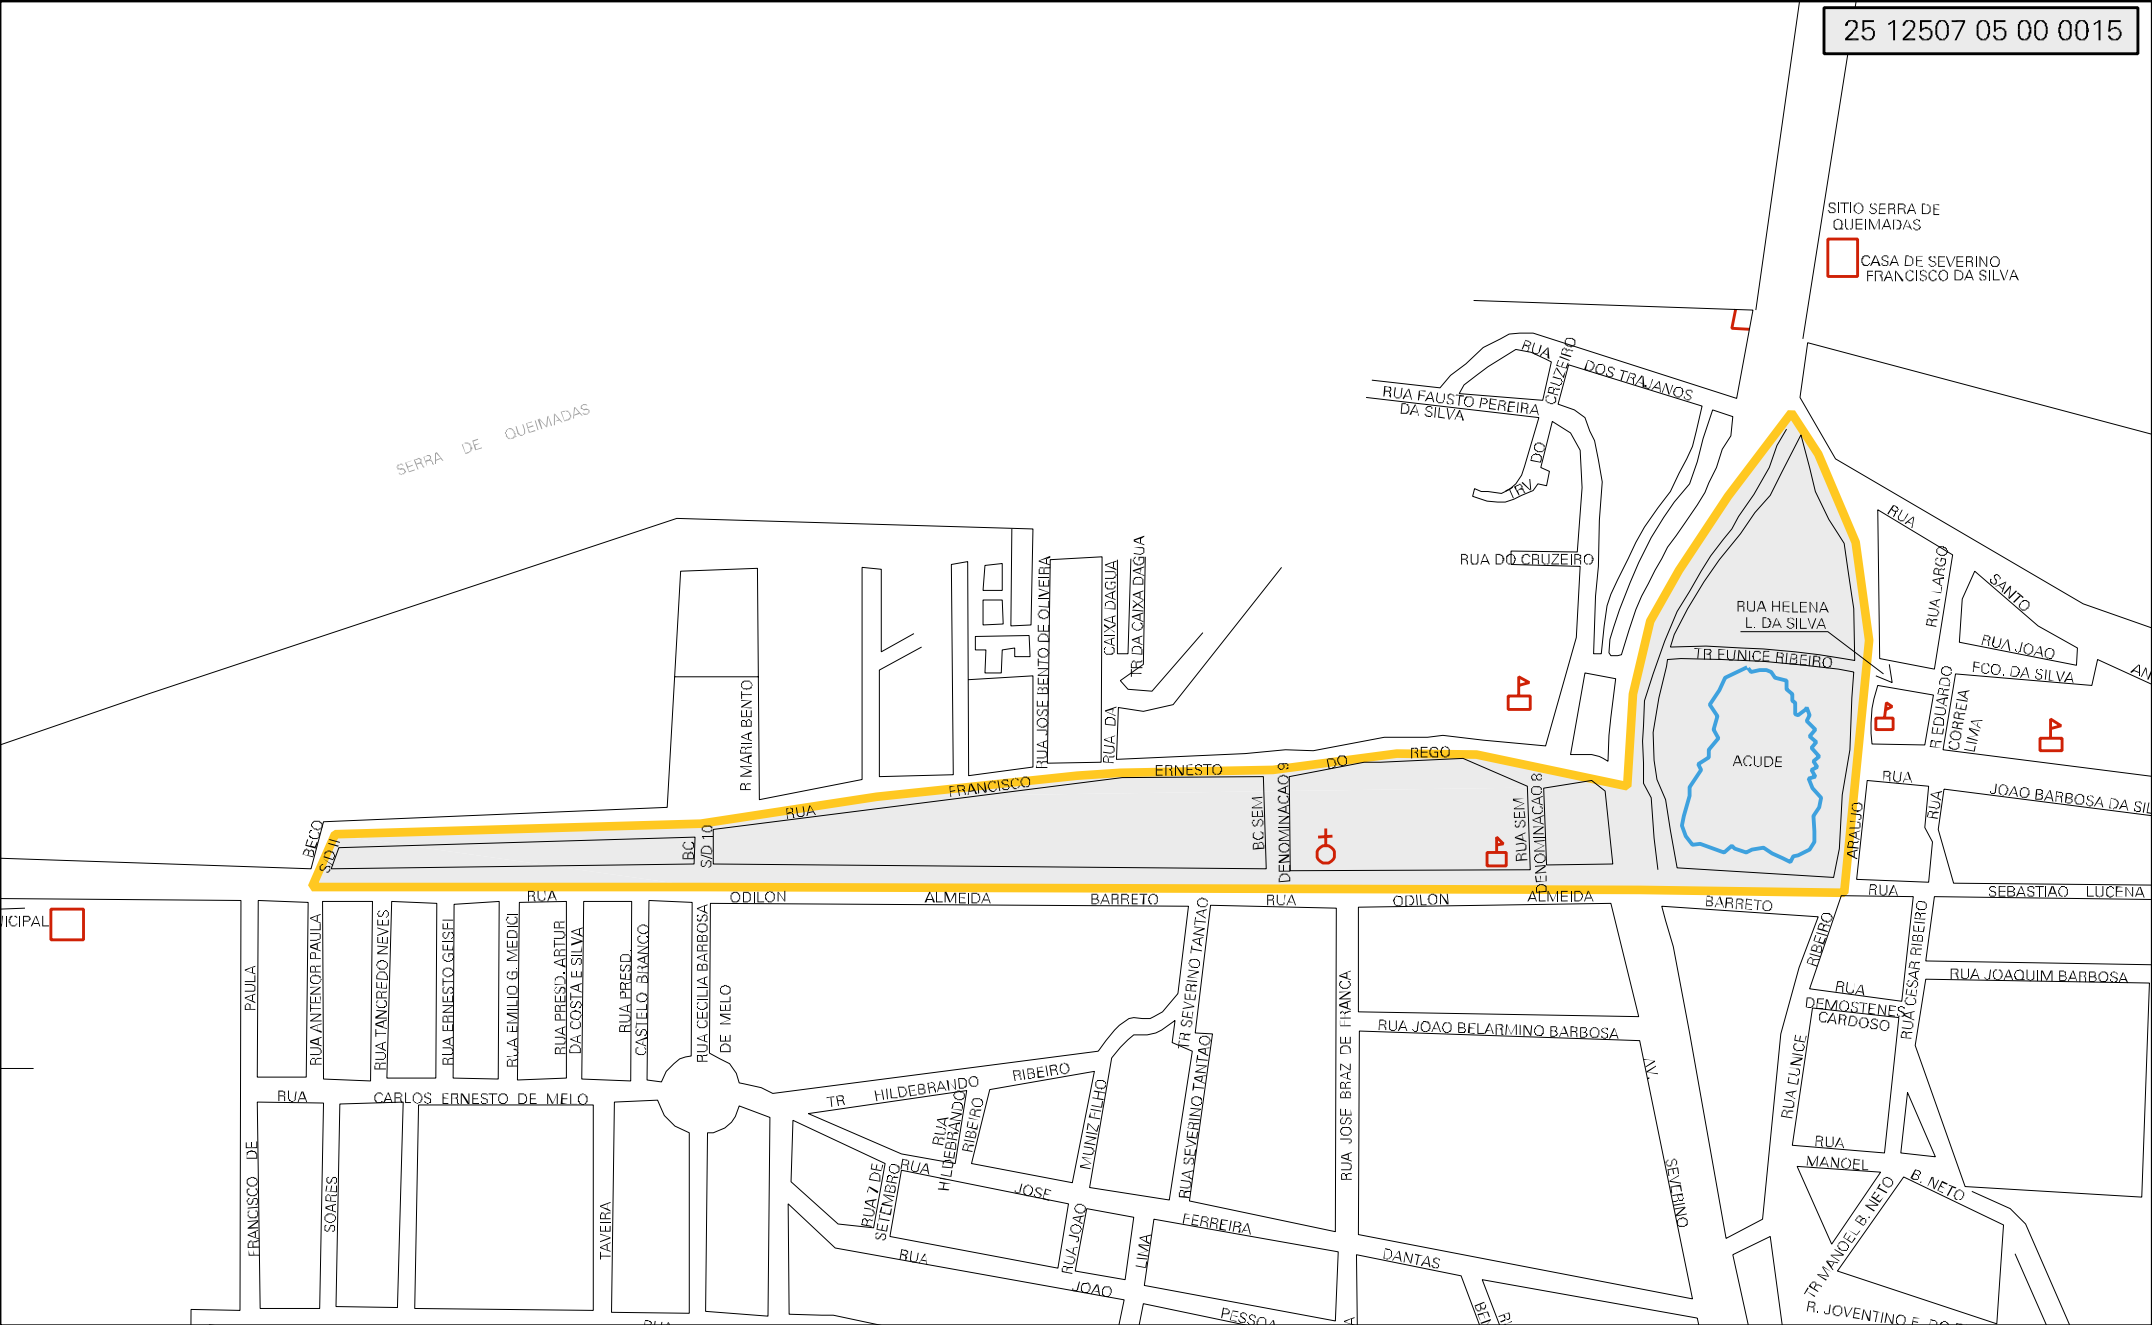 25 12507 05 00 0015
SITIO SERRA DE
QUEIMADAS
CASA DE SEVERINO
FRANCISCO DA SILVA
RUA
CRUZEIRO
DOS TRAJANOS
RUA FAUSTO PEREIRA
DA SILVA
SERRA DE QUEIMADAS
DO
TRV
RUA DO CRUZEIRO
RUA
RUA LARGO
SANTO
RUA JOAO
FCO. DA SILVA
AN
RUA HELENA
L. DA SILVA
TR EUNICE RIBEIRO
R EDUARDO
CORREIA
LIMA
ACUDE
R MARIA BENTO
RUA JOSE BENTO DE OLIVEIRA
CAIXA DAGUA
RUA DA
TR DA CAIXA DAGUA
RUA FRANCISCO ERNESTO DO REGO
BECO
S/D II
BC
S/D 10
BC SEM
DENOMINACAO 9
RUA SEM
DENOMINACAO 8
ARAUJO
RUA
RUA
JOAO BARBOSA DA SIL
RUA
SEBASTIAO LUCENA
RUA ODILON ALMEIDA BARRETO RUA ODILON ALMEIDA BARRETO
ICIPAL
PAULA
RUA ANTENOR PAULA
RUA TANCREDO NEVES
RUA ERNESTO GEISEL
RUA EMILIO G. MEDICI
RUA PRESD. ARTUR
DA COSTA E SILVA
RUA PRESD.
CASTELO BRANCO
RUA CECILIA BARBOSA
DE MELO
TR SEVERINO TANTAO
RUA SEVERINO TANTAO
RUA JOSE BRAZ DE FRANCA
RUA JOAO BELARMINO BARBOSA
AV.
SEVERINO
RIBEIRO
RUA EUNICE
RUA CESAR RIBEIRO
RUA JOAQUIM BARBOSA
RUA
DEMOSTENES
CARDOSO
RUA
MANOEL
B. NETO
TR MANOEL B. NETO
R. JOVENTINO E. DO
RUA CARLOS ERNESTO DE MELO
FRANCISCO DE
SOARES
TAVEIRA
TR HILDEBRANDO RIBEIRO
RUA
HILDEBRANDO
RIBEIRO
MUNIZ FILHO
RUA 7 DE
SETEMBRO
RUA JOSE FERREIRA DANTAS
RUA JOAO
LIMA
RUA JOAO PESSOA
RUA